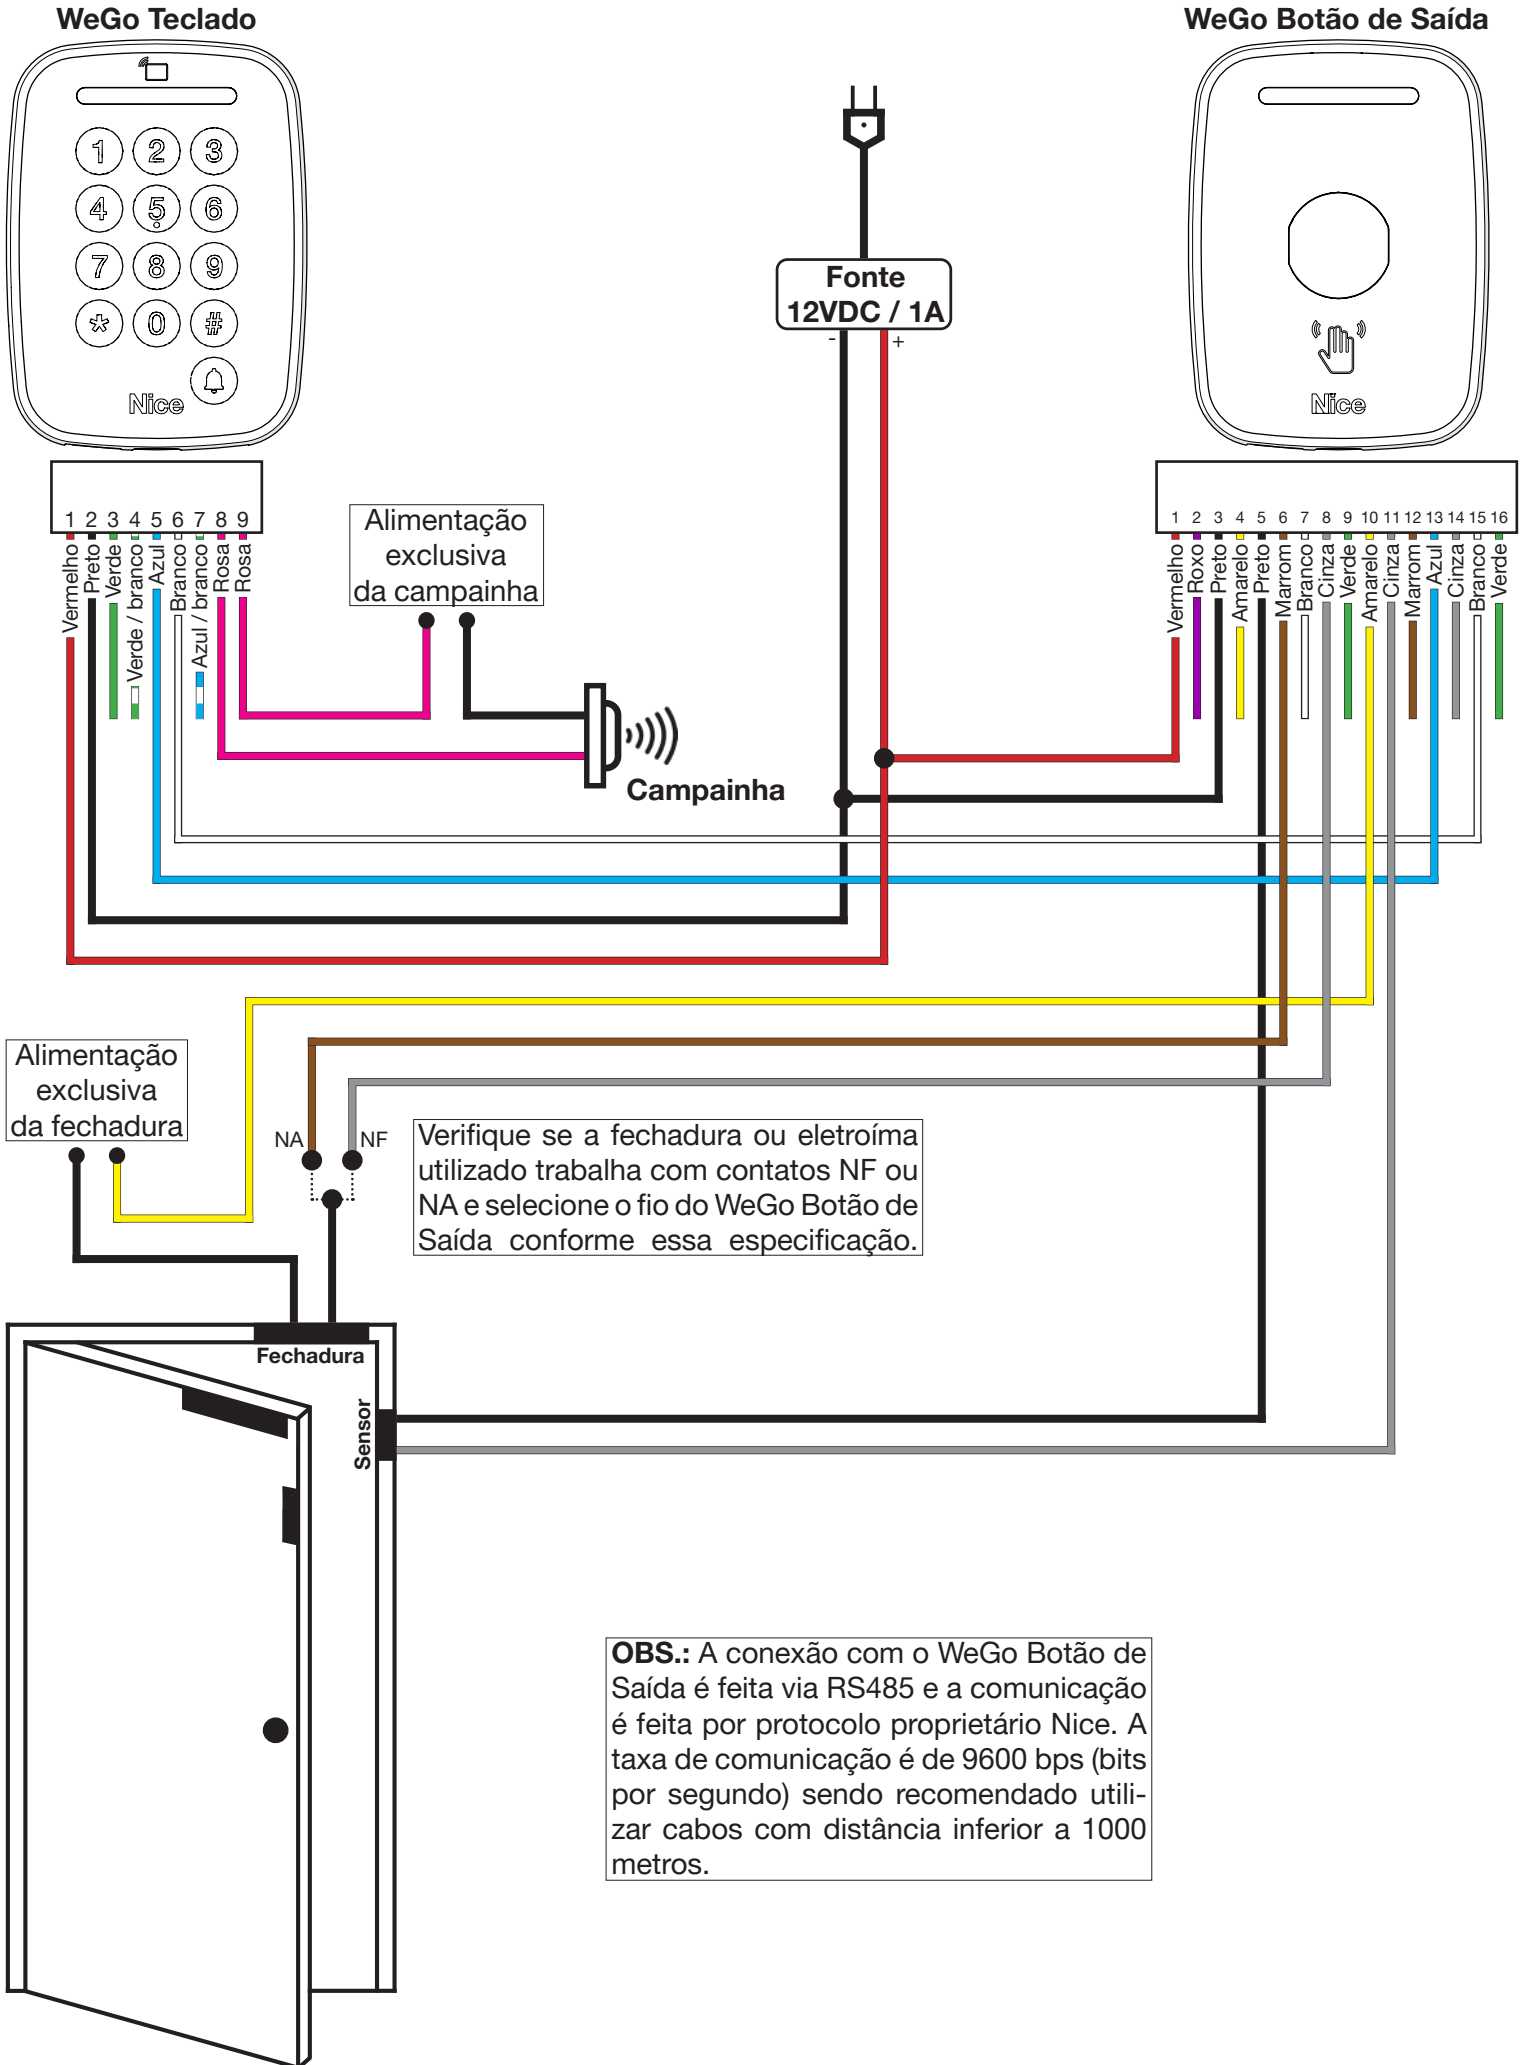 WeGo Teclado
WeGo Botão de Saída
1 2 3
4 5 6
7 8 9
* 0 #
Nice
Fonte
12VDC / 1A
- +
Nice
1 2 3 4 5 6 7 8 9
Vermelho
Preto
Verde
Verde / branco
Azul
Branco
Azul / branco
Rosa
Rosa
Alimentação
exclusiva
da campainha
Campainha
1 2 3 4 5 6 7 8 9 10 11 12 13 14 15 16
Vermelho
Roxo
Preto
Amarelo
Preto
Marrom
Branco
Cinza
Verde
Amarelo
Cinza
Marrom
Azul
Cinza
Branco
Verde
Alimentação
exclusiva
da fechadura
NA
NF
Verifique se a fechadura ou eletroíma
utilizado trabalha com contatos NF ou
NA e selecione o fio do WeGo Botão de
Saída conforme essa especificação.
Fechadura
Sensor
OBS.: A conexão com o WeGo Botão de
Saída é feita via RS485 e a comunicação
é feita por protocolo proprietário Nice. A
taxa de comunicação é de 9600 bps (bits
por segundo) sendo recomendado utili-
zar cabos com distância inferior a 1000
metros.